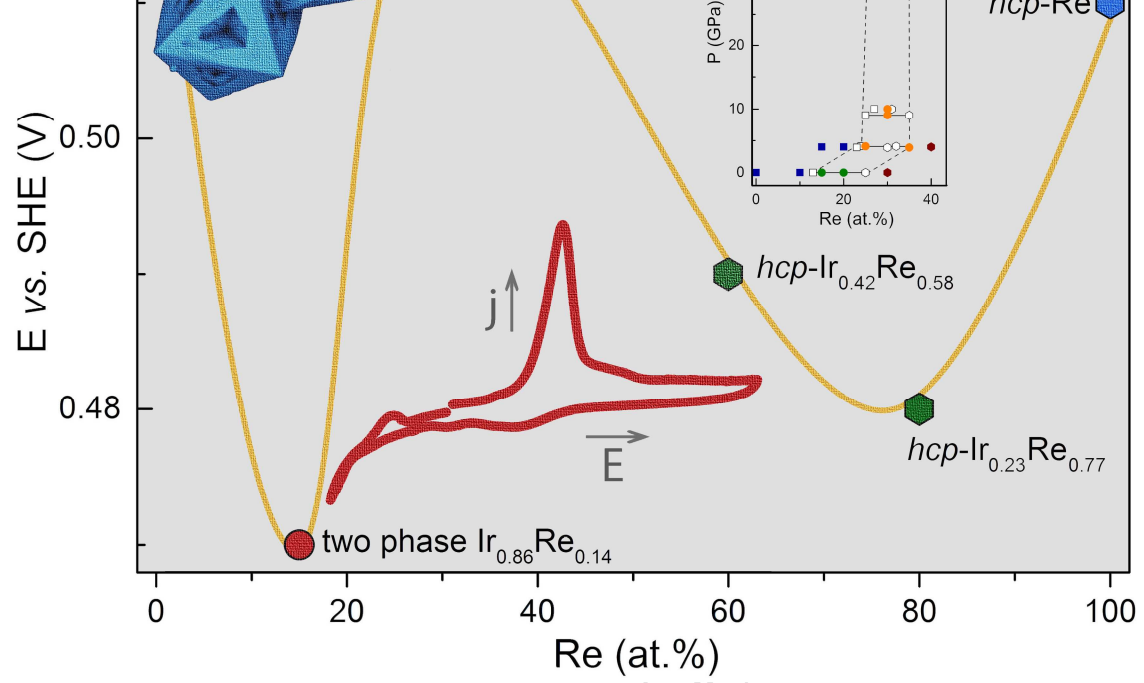 hcp-Re
P (GPa)
20
10
0
0 20 40
Re (at.%)
E vs. SHE (V)
0.50
0.48
hcp-Ir0.42Re0.58
j
E
hcp-Ir0.23Re0.77
two phase Ir0.86Re0.14
0 20 40 60 80 100
Re (at.%)